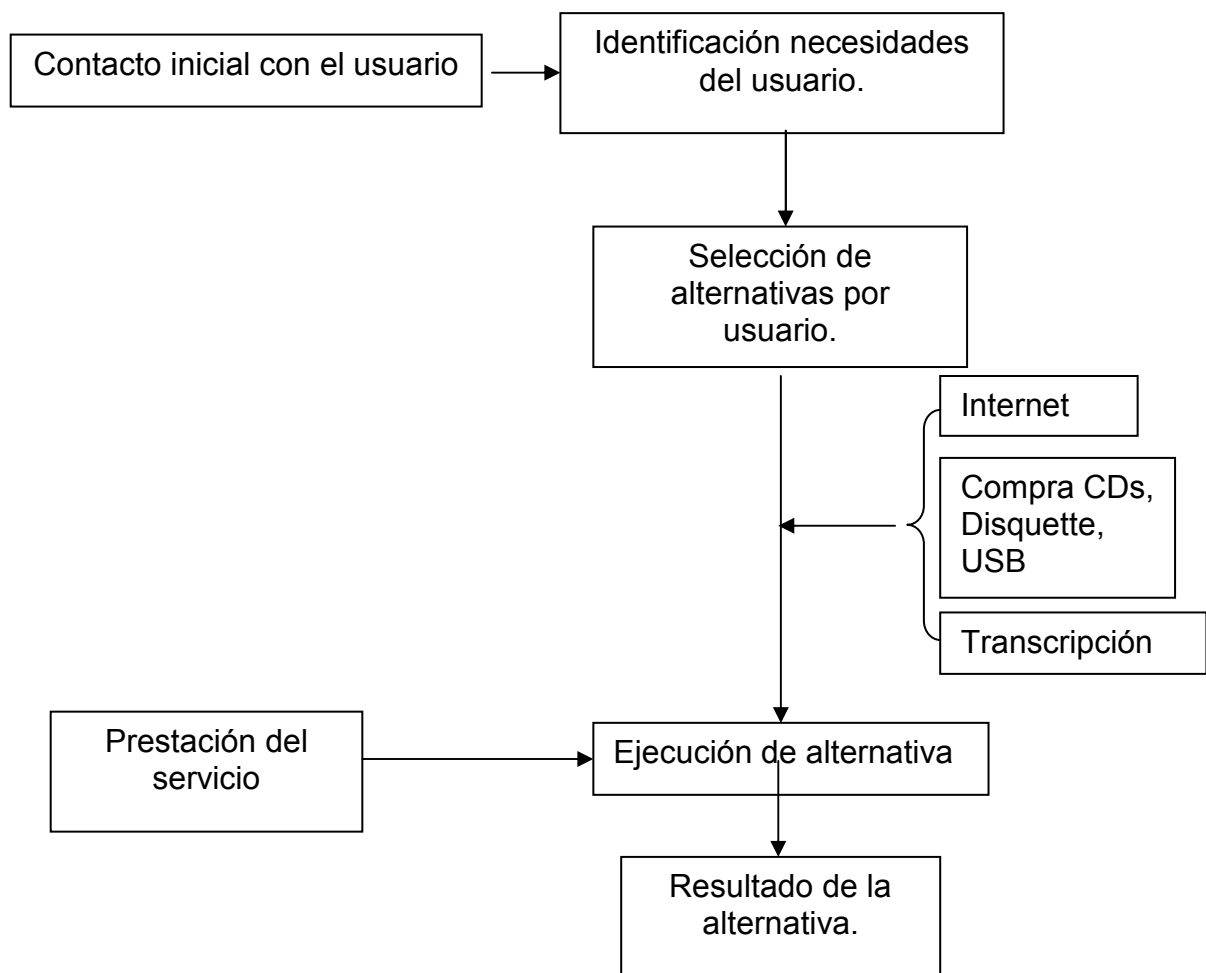 Contacto inicial con el usuario
Identificación necesidades
del usuario.
Selección de
alternativas por
usuario.
Internet
Compra CDs,
Disquette,
USB
Transcripción
Prestación del
servicio
Ejecución de alternativa
Resultado de la
alternativa.